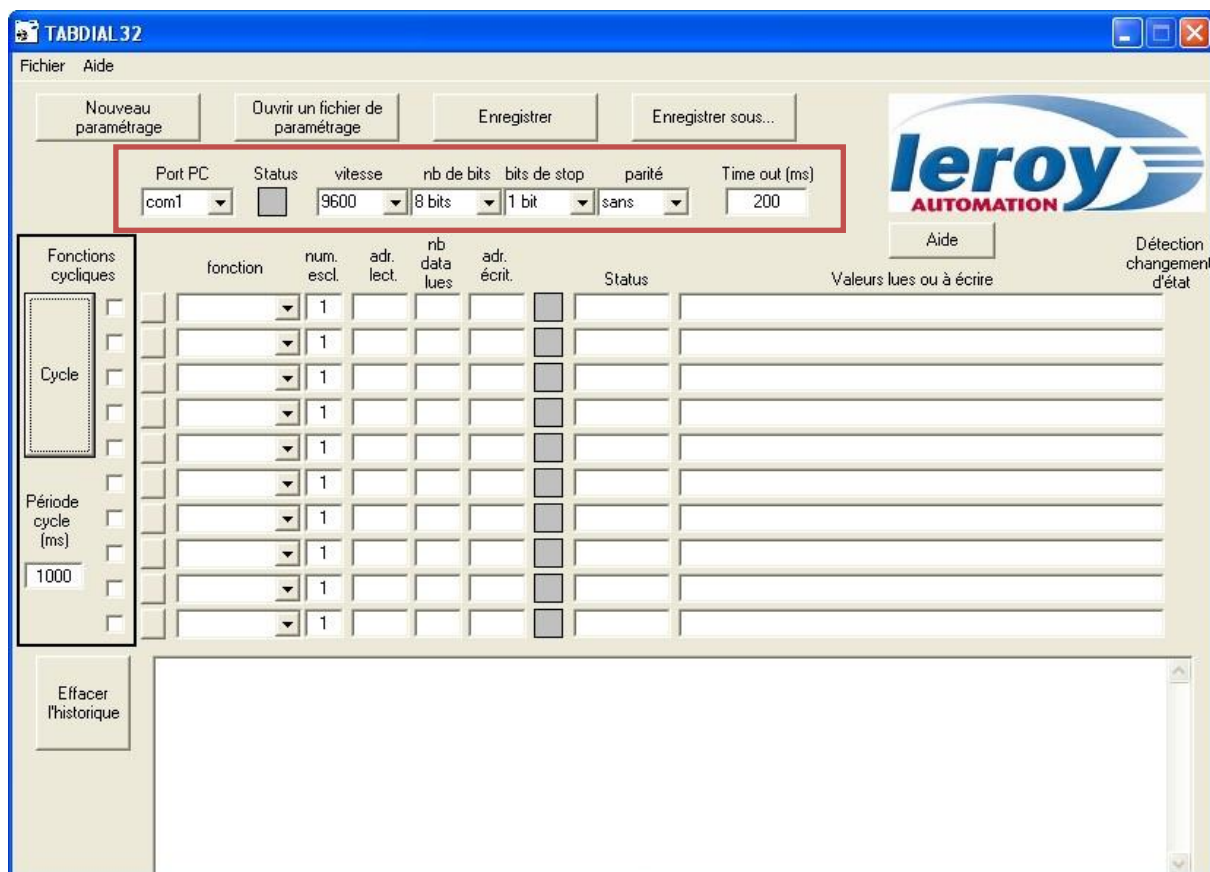 TABDIAL32
Fichier Aide
Nouveau paramétrage
Ouvrir un fichier de paramétrage
Enregistrer
Enregistrer sous...
leroy
AUTOMATION
Port PC Status vitesse nb de bits bits de stop parité Time out (ms)
com1 9600 8 bits 1 bit sans 200
Aide
Fonctions cycliques
fonction num. escl. adr. lect. nb data lues adr. écrit. Status Valeurs lues ou à écrire Détection changement d'état
1
1
Cycle 1
1
1
1
Période cycle (ms) 1
1
1000 1
1
Effacer l'historique